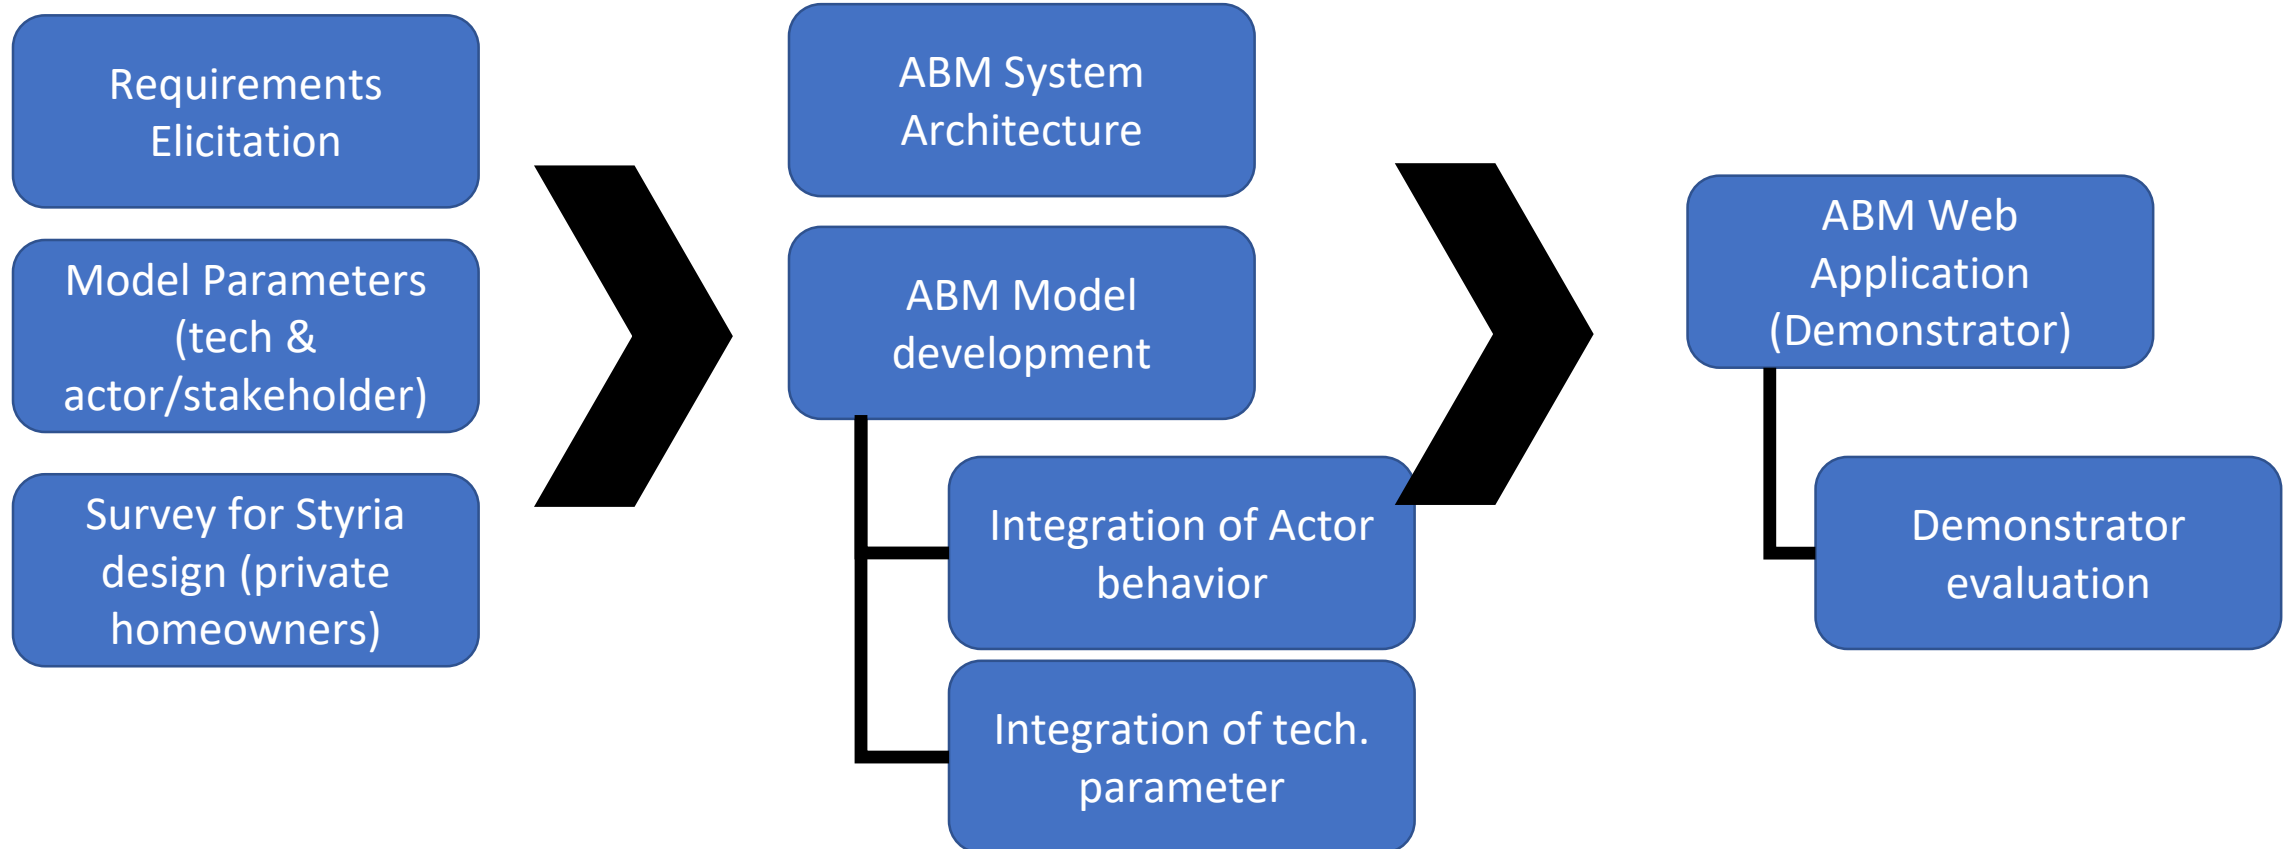 Requirements
Elicitation
Model Parameters
(tech &
actor/stakeholder)
Survey for Styria
design (private
homeowners)
ABM System
Architecture
ABM Model
development
Integration of Actor
behavior
Integration of tech.
parameter
ABM Web
Application
(Demonstrator)
Demonstrator
evaluation